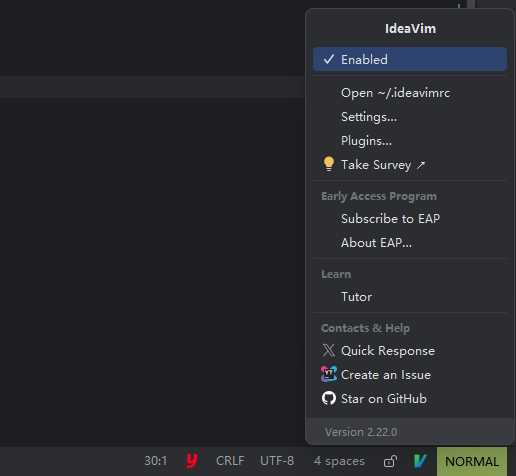 IdeaVim
Enabled
Open ~/.ideavimrc
Settings...
Plugins...
Take Survey ↗
Early Access Program
Subscribe to EAP
About EAP...
Learn
Tutor
Contacts & Help
Quick Response
Create an Issue
Star on GitHub
Version 2.22.0
30:1 y CRLF UTF-8 4 spaces NORMAL